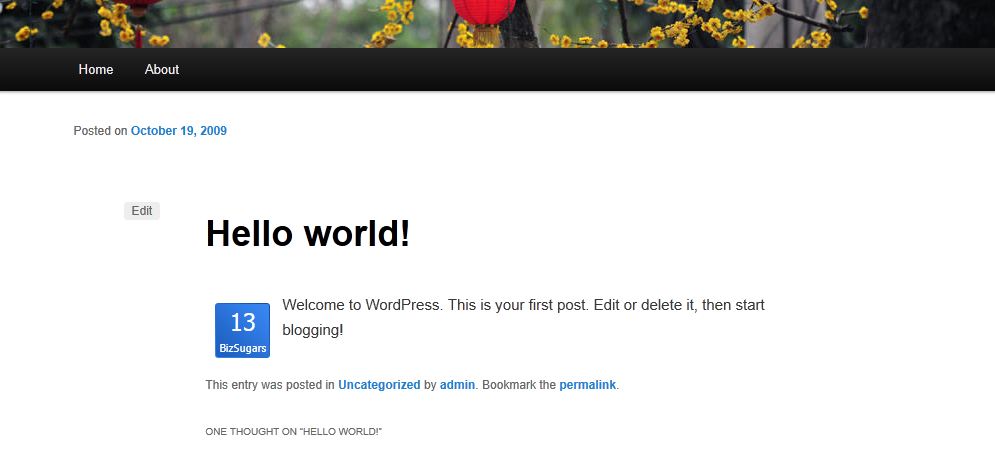 Home About
Posted on October 19, 2009
Edit
Hello world!
13
BizSugars
Welcome to WordPress. This is your first post. Edit or delete it, then start
blogging!
This entry was posted in Uncategorized by admin. Bookmark the permalink.
ONE THOUGHT ON “HELLO WORLD!”